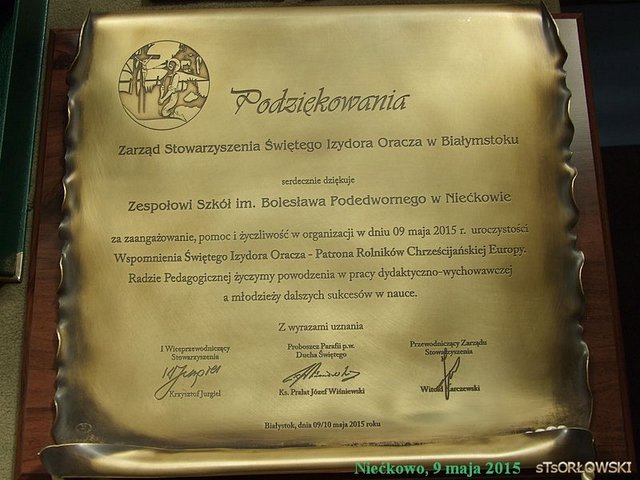 Podziękowania
Zarząd Stowarzyszenia Świętego Izydora Oracza w Białymstoku
serdecznie dziękuje
Zespołowi Szkół im. Bolesława Podedwornego w Niećkowie
za zaangażowanie, pomoc i życzliwość w organizacji w dniu 09 maja 2015 r. uroczystości
Wspomnienia Świętego Izydora Oracza - Patrona Rolników Chrześcijańskiej Europy.
Radzie Pedagogicznej życzymy powodzenia w pracy dydaktyczno-wychowawczej
a młodzieży dalszych sukcesów w nauce.
Z wyrazami uznania
I Wiceprzewodniczący
Stowarzyszenia
Krzysztof Jurgiel
Proboszcz Parafii p.w.
Ducha Świętego
Ks. Prałat Józef Wiśniewski
Przewodniczący Zarządu
Stowarzyszenia
Witold Karczewski
Białystok, dnia 09/10 maja 2015 roku
Niećkowo, 9 maja 2015 sTsORŁOWSKI